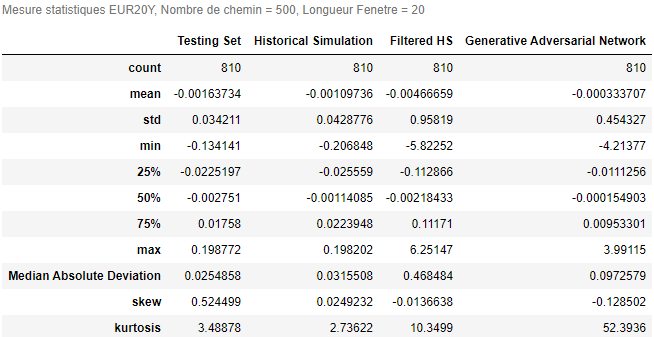 Mesure statistiques EUR20Y, Nombre de chemin = 500, Longueur Fenetre = 20
Testing Set Historical Simulation Filtered HS Generative Adversarial Network
count 810 810 810 810
mean -0.00163734 -0.00109736 -0.00466659 -0.000333707
std 0.034211 0.0428776 0.95819 0.454327
min -0.134141 -0.206848 -5.82252 -4.21377
25% -0.0225197 -0.025559 -0.112866 -0.0111256
50% -0.002751 -0.00114085 -0.00218433 -0.000154903
75% 0.01758 0.0223948 0.11171 0.00953301
max 0.198772 0.198202 6.25147 3.99115
Median Absolute Deviation 0.0254858 0.0315508 0.468484 0.0972579
skew 0.524499 0.0249232 -0.0136638 -0.128502
kurtosis 3.48878 2.73622 10.3499 52.3936